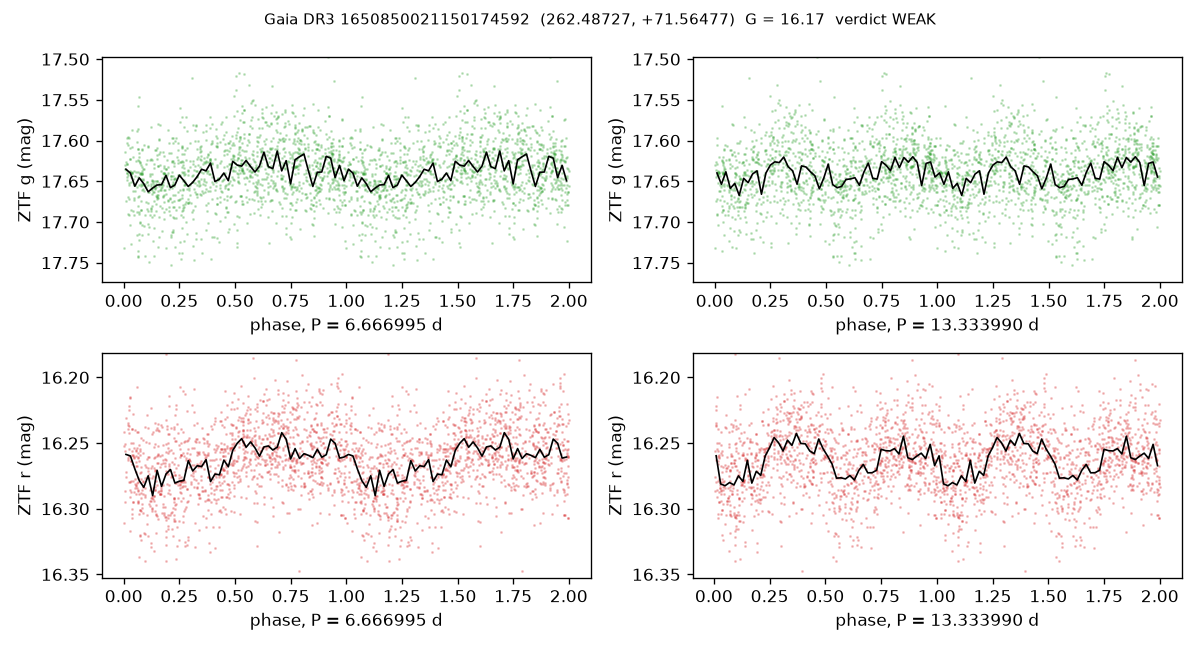 Gaia DR3 1650850021150174592  (262.48727, +71.56477)  G = 16.17  verdict WEAK
17.50
17.55
17.60
17.65
17.70
17.75
ZTF g (mag)
0.00 0.25 0.50 0.75 1.00 1.25 1.50 1.75 2.00
phase, P = 6.666995 d
17.50
17.55
17.60
17.65
17.70
17.75
ZTF g (mag)
0.00 0.25 0.50 0.75 1.00 1.25 1.50 1.75 2.00
phase, P = 13.333990 d
16.20
16.25
16.30
16.35
ZTF r (mag)
0.00 0.25 0.50 0.75 1.00 1.25 1.50 1.75 2.00
phase, P = 6.666995 d
16.20
16.25
16.30
16.35
ZTF r (mag)
0.00 0.25 0.50 0.75 1.00 1.25 1.50 1.75 2.00
phase, P = 13.333990 d